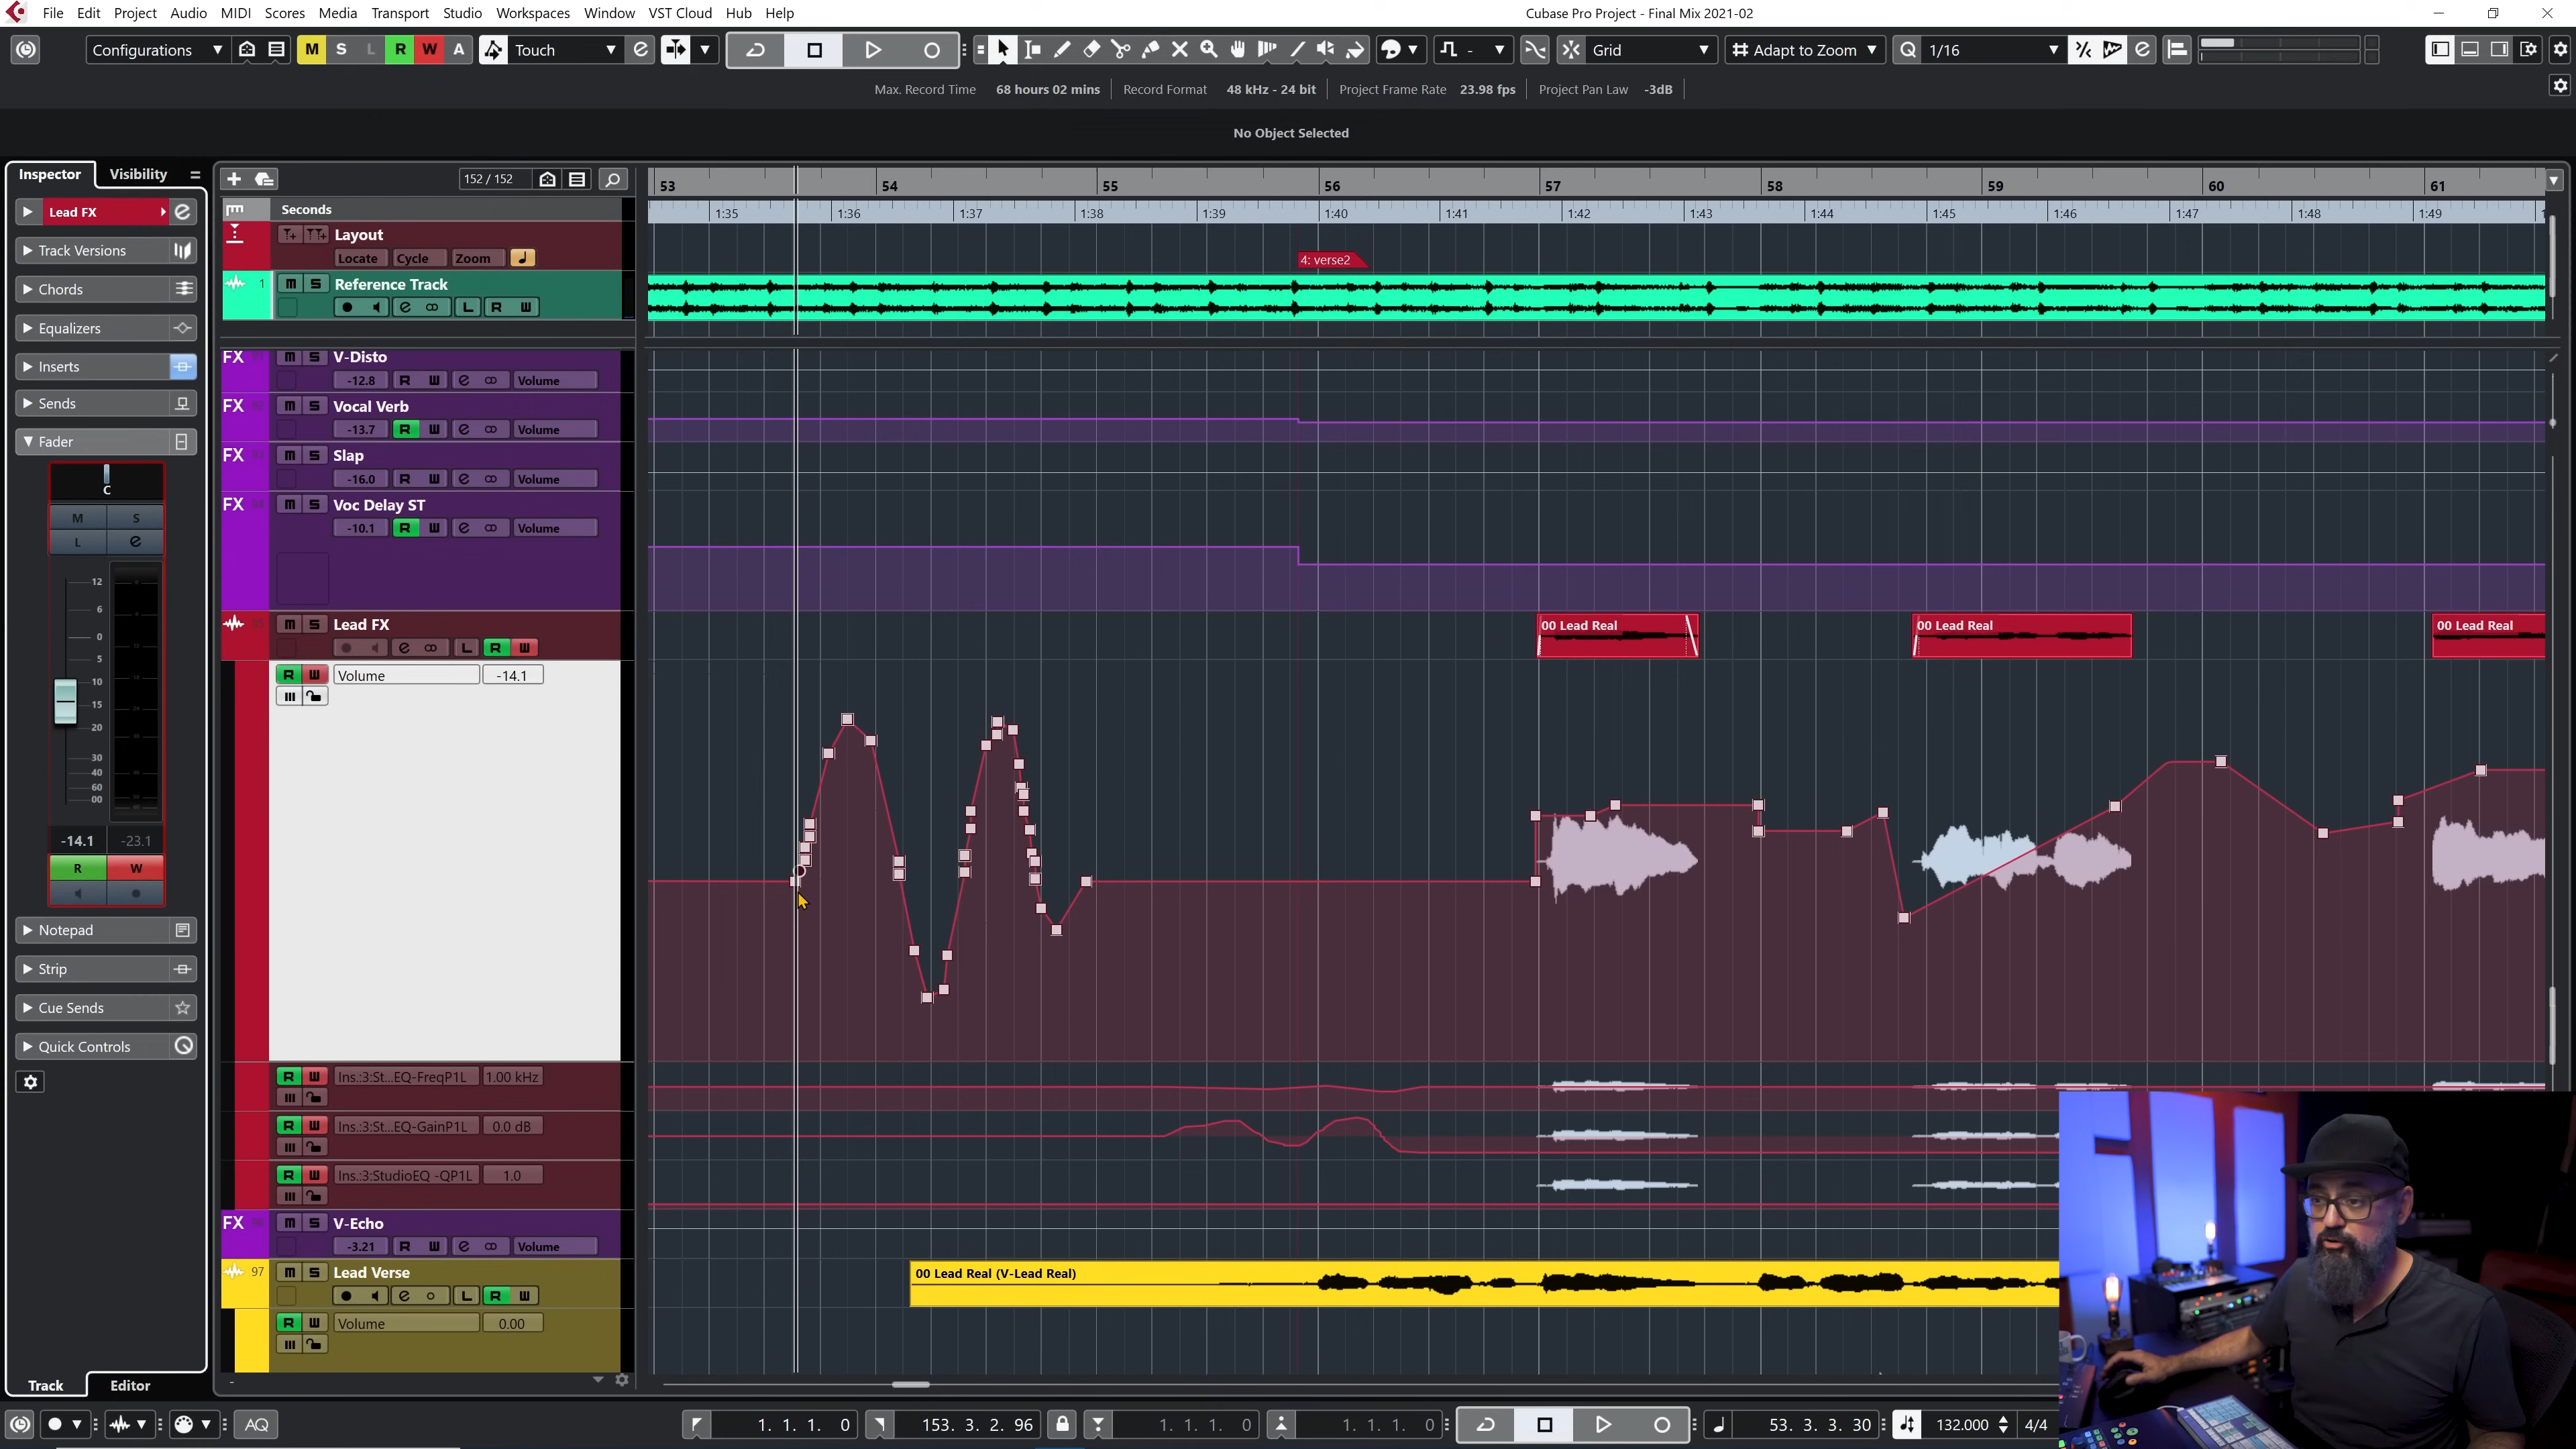 File Edit Project Audio MIDI Scores Media Transport Studio Workspaces Window VST Cloud Hub Help
Cubase Pro Project - Final Mix 2021-02
Configurations M S L R W A Touch Grid Adapt to Zoom Q 1/16
Max. Record Time 68 hours 02 mins Record Format 48 kHz - 24 bit Project Frame Rate 23.98 fps Project Pan Law -3dB
No Object Selected
Inspector Visibility
152 / 152
53 54 55 56 57 58 59 60 61
Seconds
1:35 1:36 1:37 1:38 1:39 1:40 1:41 1:42 1:43 1:44 1:45 1:46 1:47 1:48 1:49
Lead FX
Track Versions
Chords
Equalizers
Inserts
Sends
Fader
C
M S
L e
12
6
0
5
10
15
20
30
40
60
00
-14.1 -23.1
R W
Notepad
Strip
Cue Sends
Quick Controls
Track Editor
Layout
Locate Cycle Zoom
4: verse2
1 m S Reference Track
L R W
FX m S V-Disto
-12.8 R W Volume
FX m S Vocal Verb
-13.7 R W Volume
FX m S Slap
-16.0 R W Volume
FX m S Voc Delay ST
-10.1 R W Volume
m S Lead FX
L R W
00 Lead Real 00 Lead Real 00 Lead Real
R W Volume -14.1
R W Ins.:3:St...EQ-FreqP1L 1.00 kHz
R W Ins.:3:St...EQ-GainP1L 0.0 dB
R W Ins.:3:StudioEQ -QP1L 1.0
FX m S V-Echo
-3.21 R W Volume
97 m S Lead Verse
L R W
00 Lead Real (V-Lead Real)
R W Volume 0.00
AQ
1. 1. 1. 0 153. 3. 2. 96 1. 1. 1. 0 1. 1. 1. 0 53. 3. 3. 30 132.000 4/4